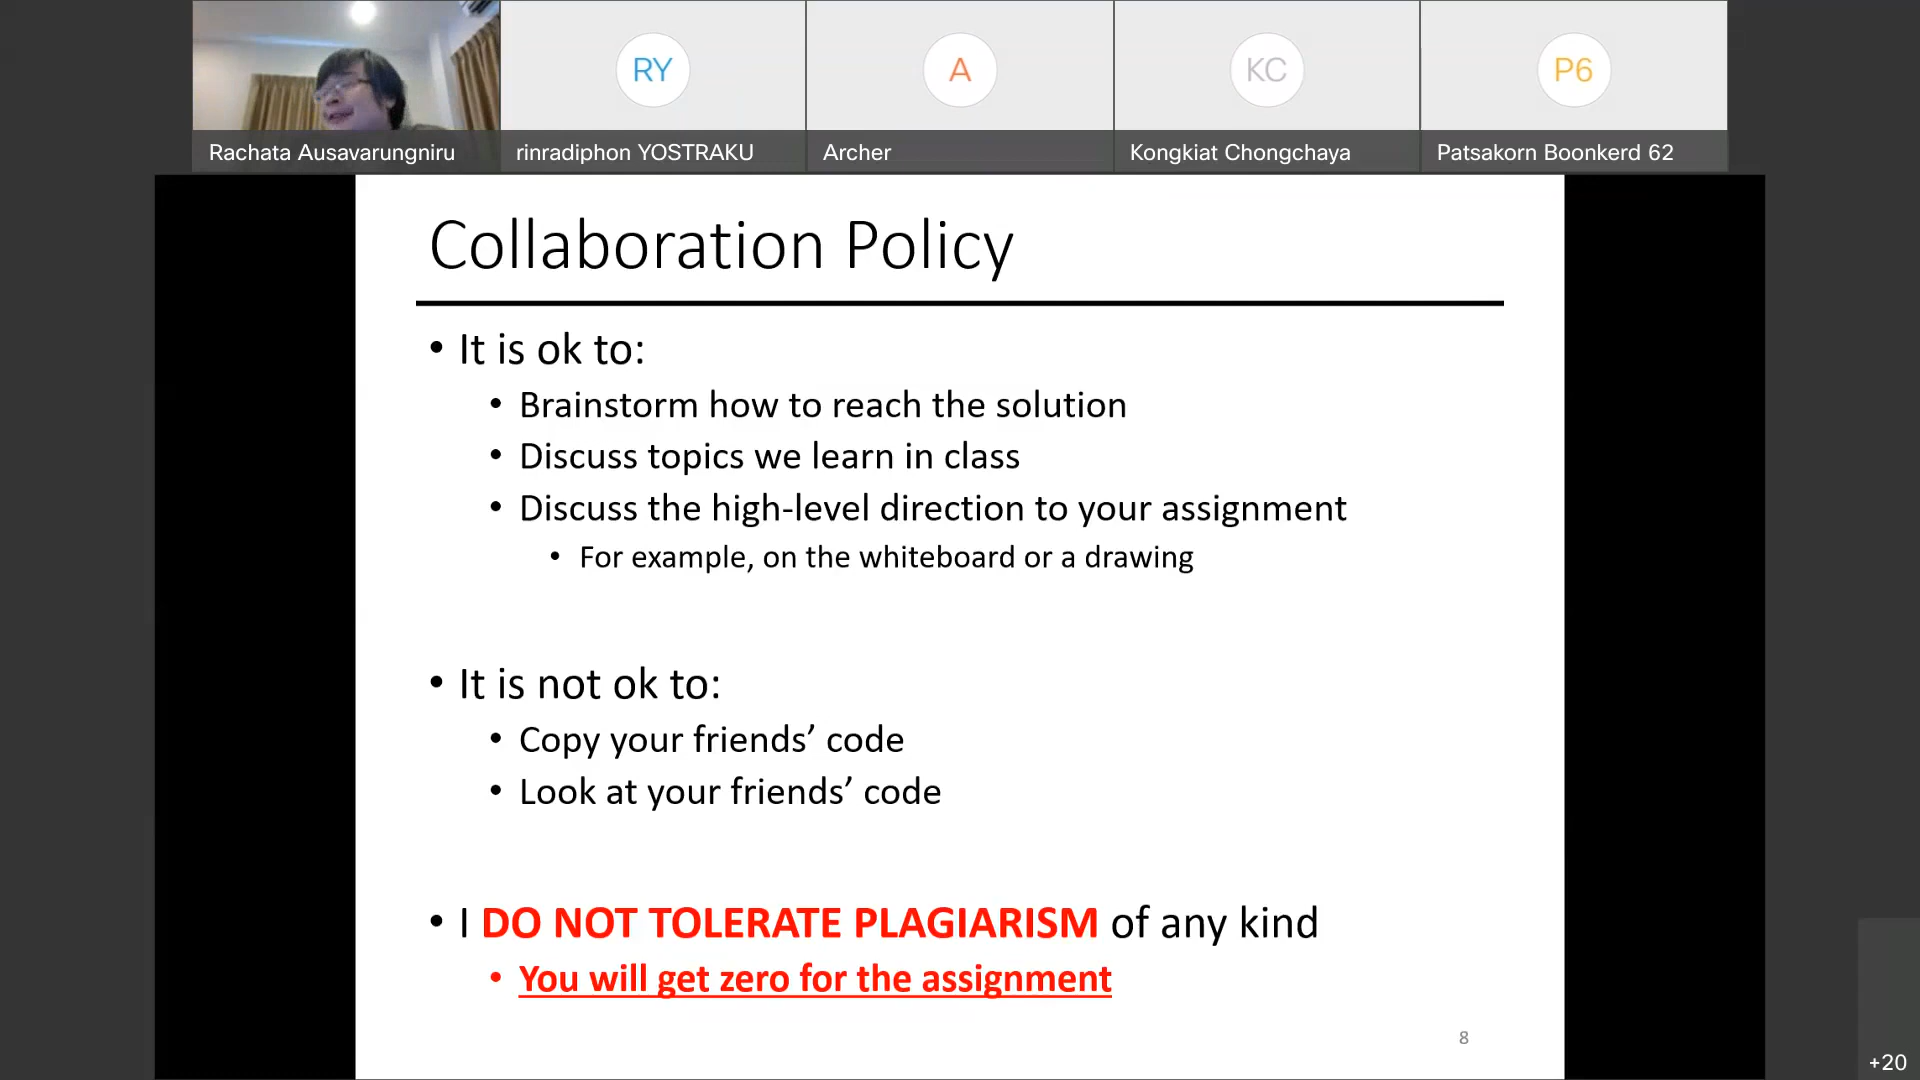 RY
A
KC
P6
Rachata Ausavarungniru
rinradiphon YOSTRAKU
Archer
Kongkiat Chongchaya
Patsakorn Boonkerd 62
Collaboration Policy
• It is ok to:
• Brainstorm how to reach the solution
• Discuss topics we learn in class
• Discuss the high-level direction to your assignment
• For example, on the whiteboard or a drawing
• It is not ok to:
• Copy your friends’ code
• Look at your friends’ code
• I DO NOT TOLERATE PLAGIARISM of any kind
• You will get zero for the assignment
8
+20